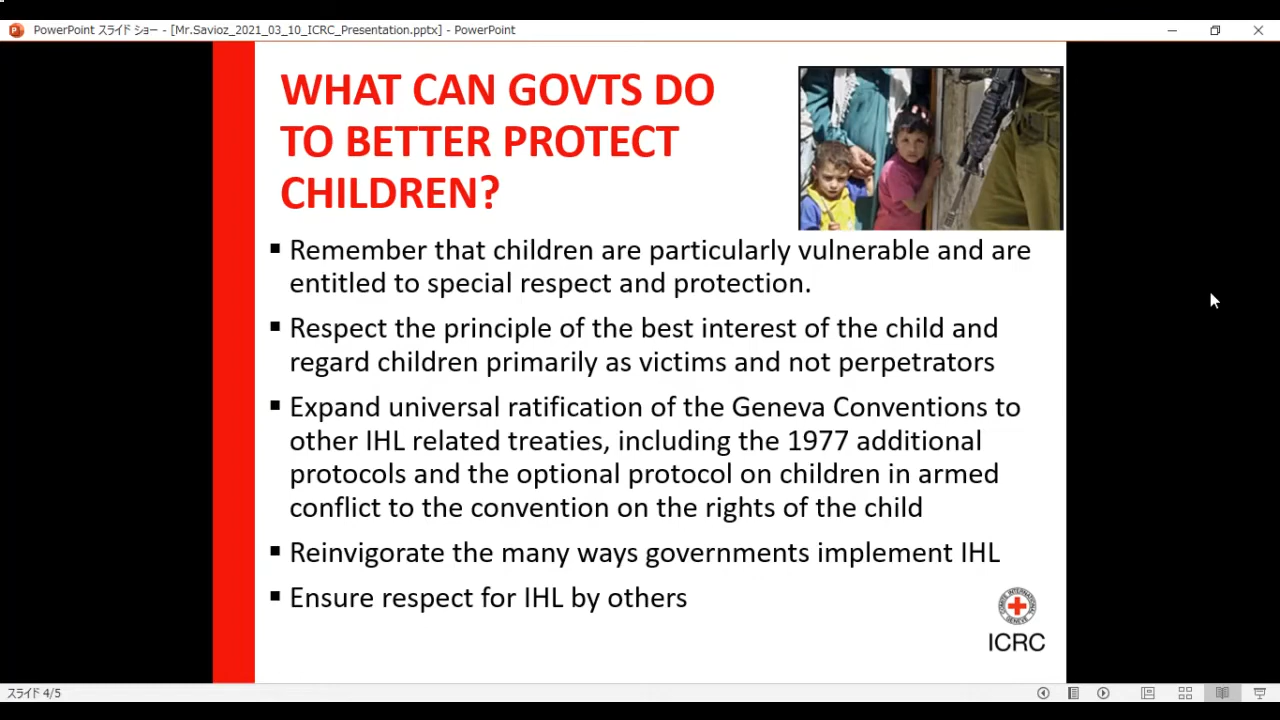 PowerPoint スライド ショー - [Mr.Savioz_2021_03_10_ICRC_Presentation.pptx] - PowerPoint
WHAT CAN GOVTS DO
TO BETTER PROTECT
CHILDREN?
▪ Remember that children are particularly vulnerable and are
entitled to special respect and protection.
▪ Respect the principle of the best interest of the child and
regard children primarily as victims and not perpetrators
▪ Expand universal ratification of the Geneva Conventions to
other IHL related treaties, including the 1977 additional
protocols and the optional protocol on children in armed
conflict to the convention on the rights of the child
▪ Reinvigorate the many ways governments implement IHL
▪ Ensure respect for IHL by others
COMITE INTERNATIONAL
GENEVE
ICRC
スライド 4/5